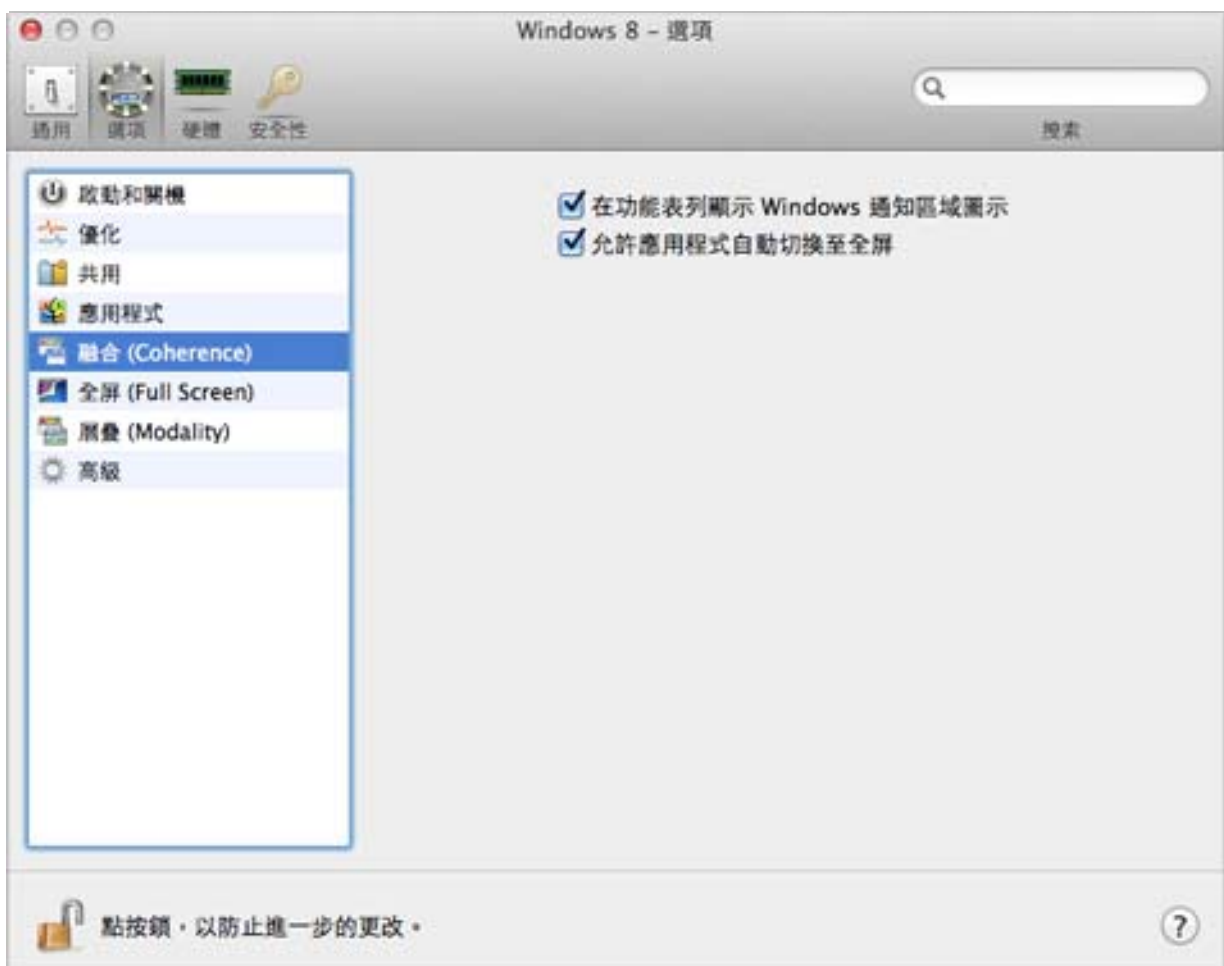 Windows 8 – 選項
通用 選項 硬體 安全性
搜索
啟動和關機
優化
共用
應用程式
融合 (Coherence)
全屏 (Full Screen)
層疊 (Modality)
高級
在功能表列顯示 Windows 通知區域圖示
允許應用程式自動切換至全屏
點按鎖，以防止進一步的更改。
?